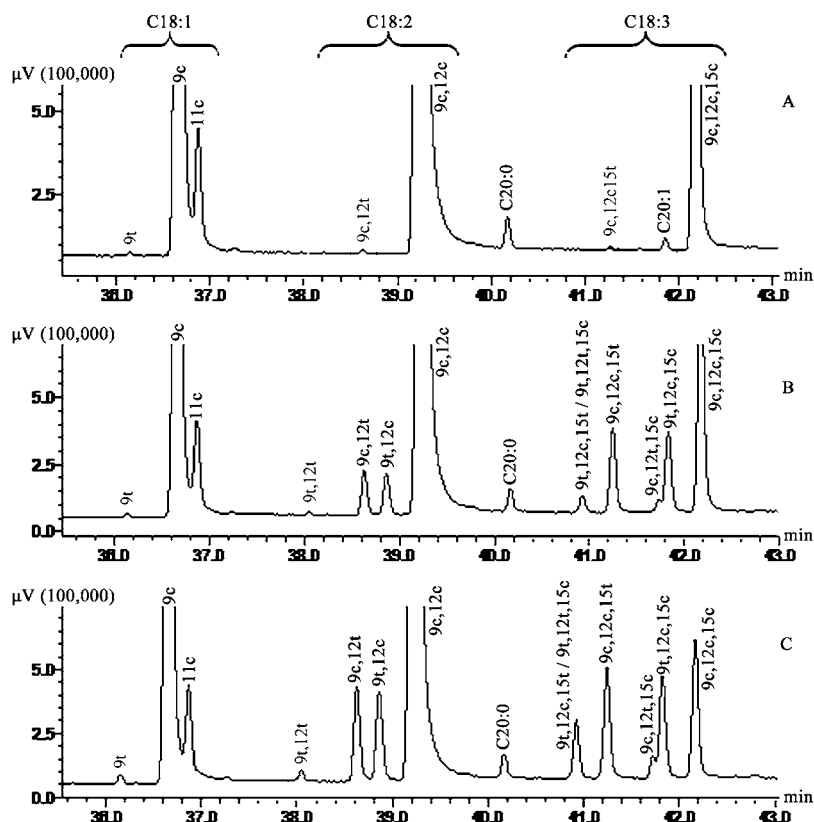 C18:1 C18:2 C18:3
μV (100,000)
A
5.0
2.5
9t
9c
11c
9c,12t
9c,12c
C20:0
9c,12c15t
C20:1
9c,12c,15c
36.0 37.0 38.0 39.0 40.0 41.0 42.0 43.0
min
μV (100,000)
B
5.0
2.5
0.0
9t
9c
11c
9t,12t
9c,12t
9t,12c
9c,12c
C20:0
9t,12c,15t / 9t,12t,15c
9c,12c,15t
9c,12t,15c
9t,12c,15c
9c,12c,15c
36.0 37.0 38.0 39.0 40.0 41.0 42.0 43.0
min
μV (100,000)
C
5.0
2.5
0.0
9t
9c
11c
9t,12t
9c,12t
9t,12c
9c,12c
C20:0
9t,12c,15t / 9t,12t,15c
9c,12c,15t
9c,12t,15c
9t,12c,15c
9c,12c,15c
36.0 37.0 38.0 39.0 40.0 41.0 42.0 43.0
min